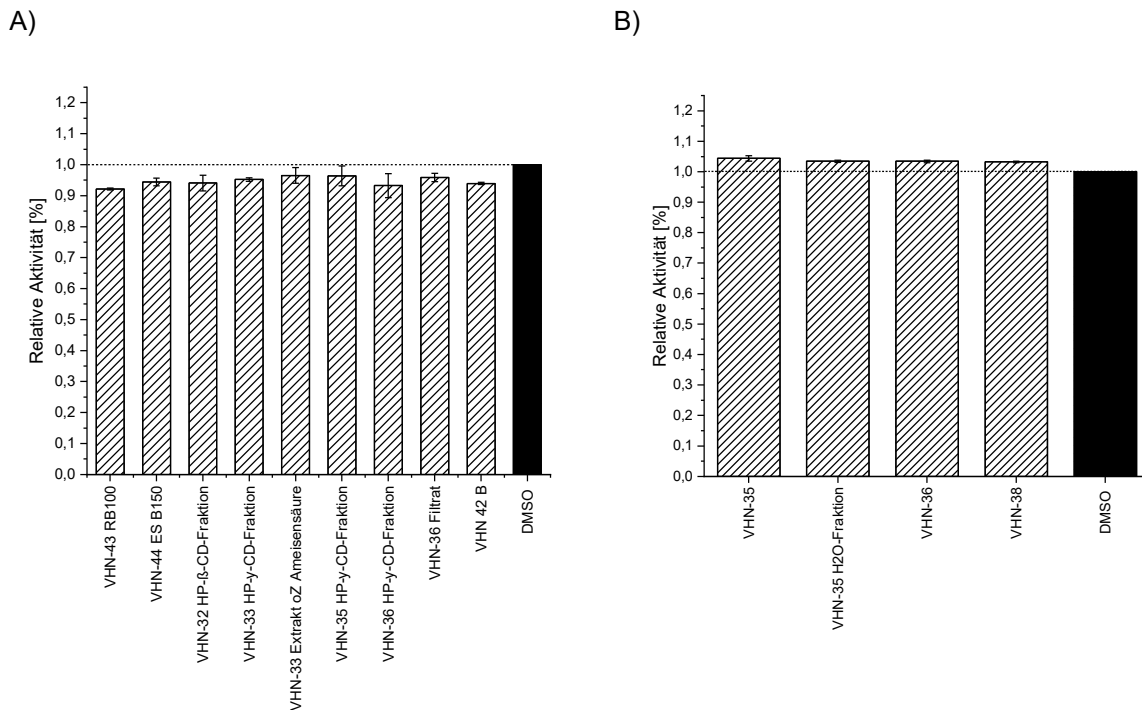 A)
Relative Aktivität [%]
1,2
1,1
1,0
0,9
0,8
0,7
0,6
0,5
0,4
0,3
0,2
0,1
0,0
VHN-43 RB100
VHN-44 ES B150
VHN-32 HP-ß-CD-Fraktion
VHN-33 HP-y-CD-Fraktion
VHN-33 Extrakt oZ Ameisensäure
VHN-35 HP-y-CD-Fraktion
VHN-36 HP-y-CD-Fraktion
VHN-36 Filtrat
VHN 42 B
DMSO
B)
Relative Aktivität [%]
1,2
1,1
1,0
0,9
0,8
0,7
0,6
0,5
0,4
0,3
0,2
0,1
0,0
VHN-35
VHN-35 H2O-Fraktion
VHN-36
VHN-38
DMSO